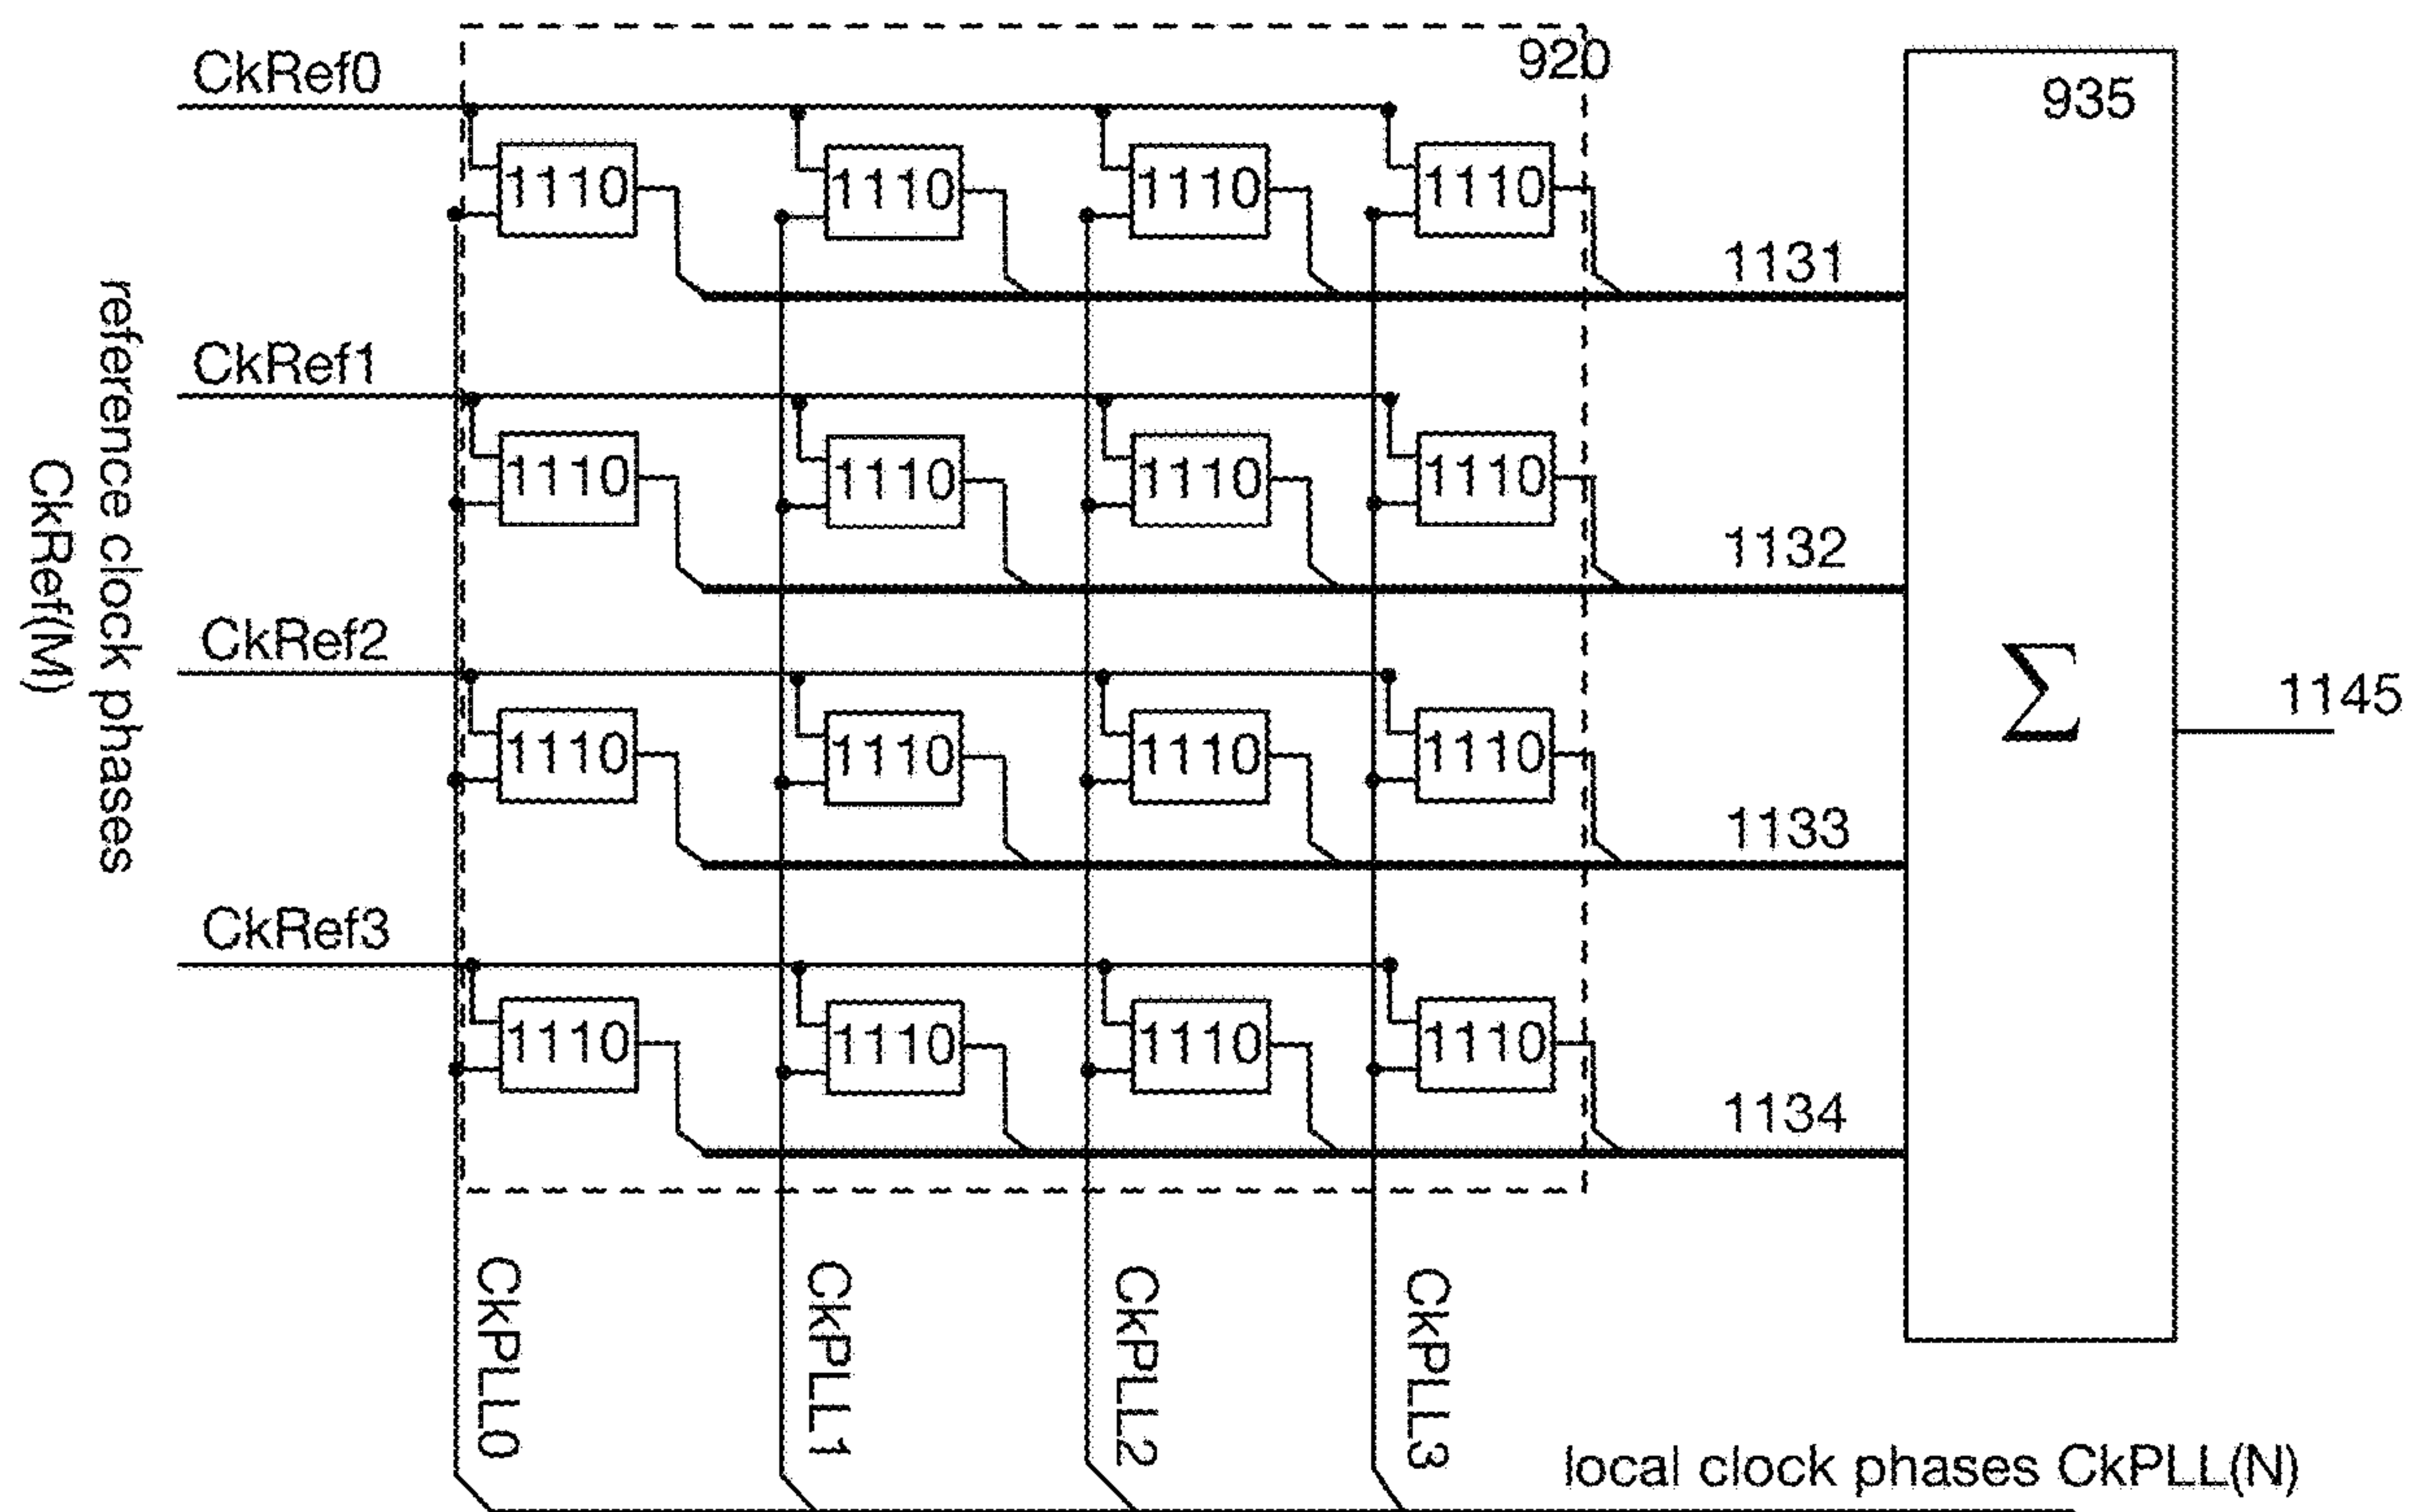 920
935
CkRef0
1110 1110 1110 1110
1131
CkRef1
1110 1110 1110 1110
1132
CkRef2
1110 1110 1110 1110
1133
CkRef3
1110 1110 1110 1110
1134
reference clock phases
CkRef(M)
Σ
1145
CkPLL0
CkPLL1
CkPLL2
CkPLL3
local clock phases CkPLL(N)